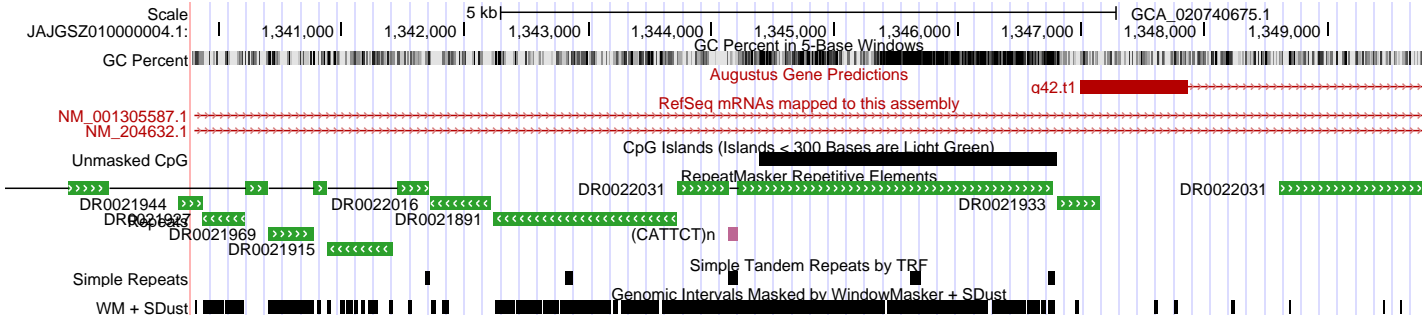 Scale 5 kb GCA_020740675.1
JAJGSZ010000004.1: 1,341,000 1,342,000 1,343,000 1,344,000 1,345,000 1,346,000 1,347,000 1,348,000 1,349,000
GC Percent in 5-Base Windows
GC Percent
Augustus Gene Predictions
g42.t1
RefSeq mRNAs mapped to this assembly
NM_001305587.1
NM_204632.1
CpG Islands (Islands < 300 Bases are Light Green)
Unmasked CpG
RepeatMasker Repetitive Elements
DR0022031 DR0022031
DR0021944 DR0022016 DR0021933
DR0021927 DR0021891
Repeats
DR0021969 (CATTCT)n
DR0021915
Simple Tandem Repeats by TRF
Simple Repeats
Genomic Intervals Masked by WindowMasker + SDust
WM + SDust